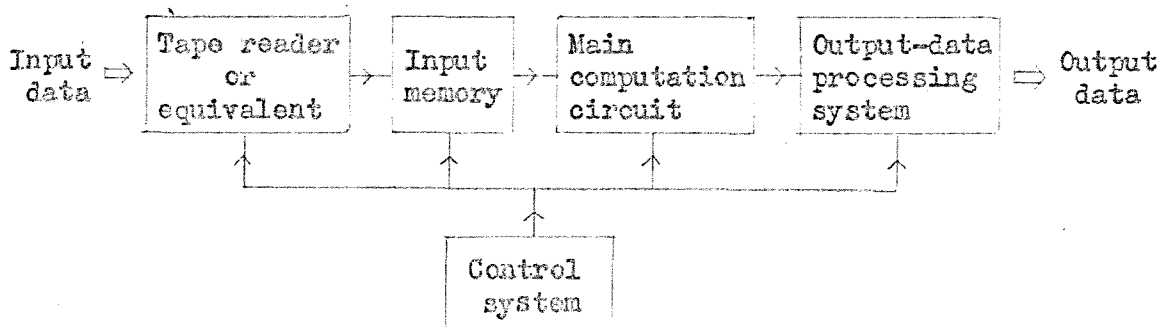 Input
data
Tape reader
or
equivalent
Input
memory
Main
computation
circuit
Output-data
processing
system
Output
data
Control
system